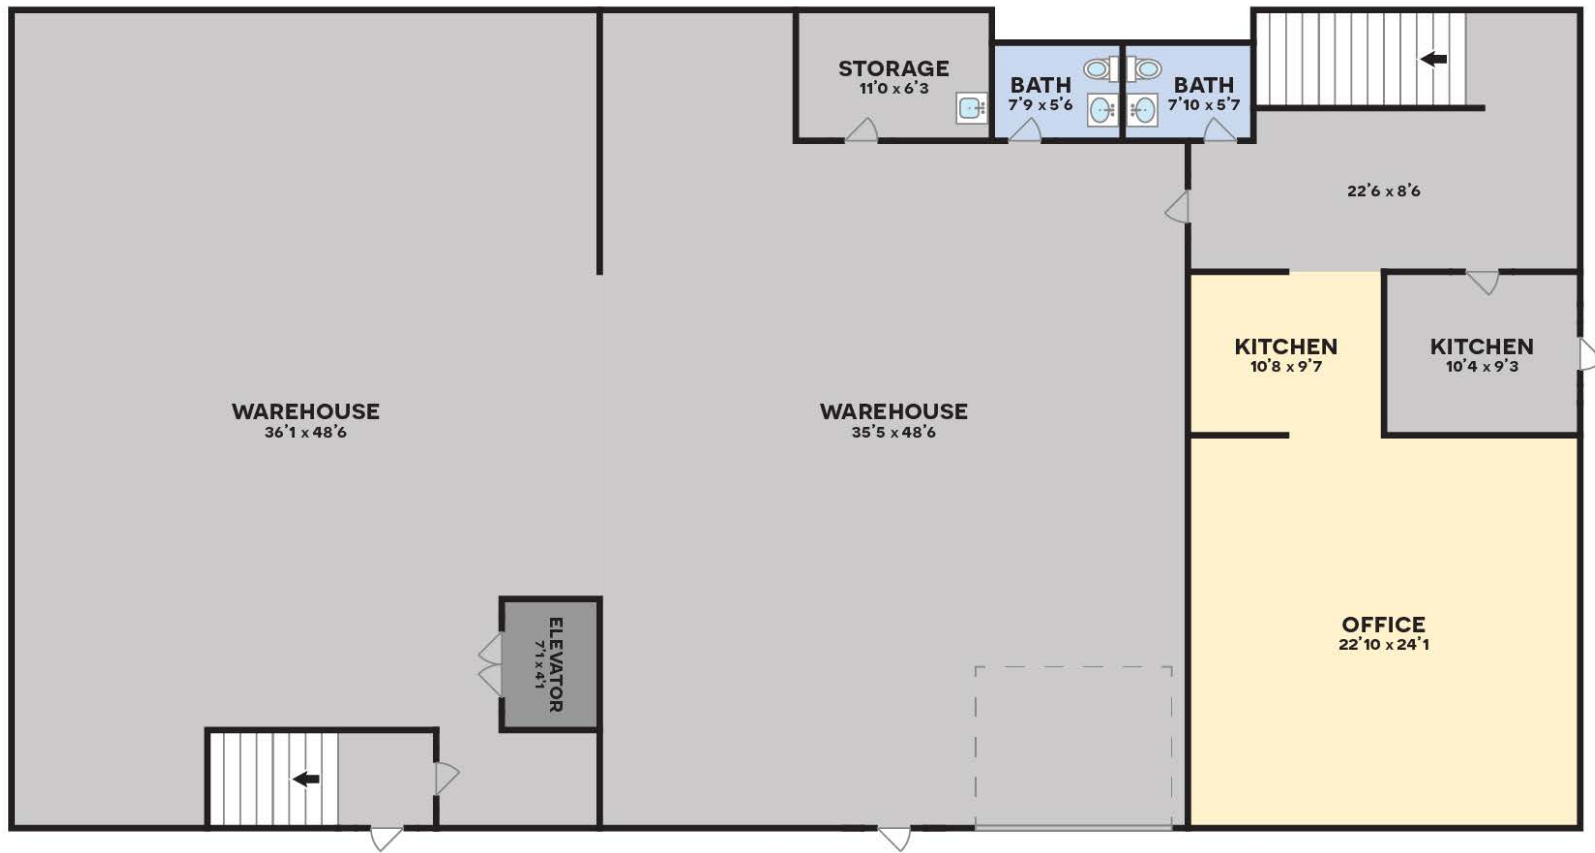 STORAGE
11'0 x 6'3
BATH
7'9 x 5'6
BATH
7'10 x 5'7
22'6 x 8'6
KITCHEN
10'8 x 9'7
KITCHEN
10'4 x 9'3
WAREHOUSE
36'1 x 48'6
WAREHOUSE
35'5 x 48'6
ELEVATOR
7'1 x 4'1
OFFICE
22'10 x 24'1